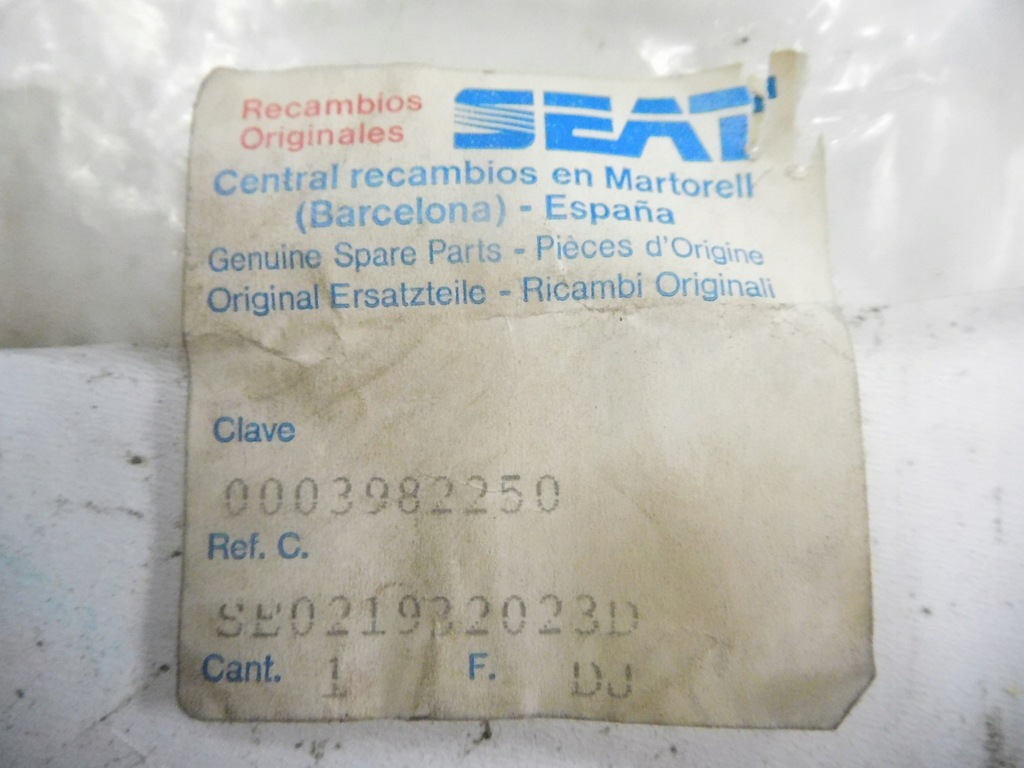 Recambios
Originales
SEAT
Central recambios en Martorell
(Barcelona) - España
Genuine Spare Parts - Pièces d'Origine
Original Ersatzteile - Ricambi Originali
Clave
0003982250
Ref. C.
SE021932023D
Cant. 1 F. DJ